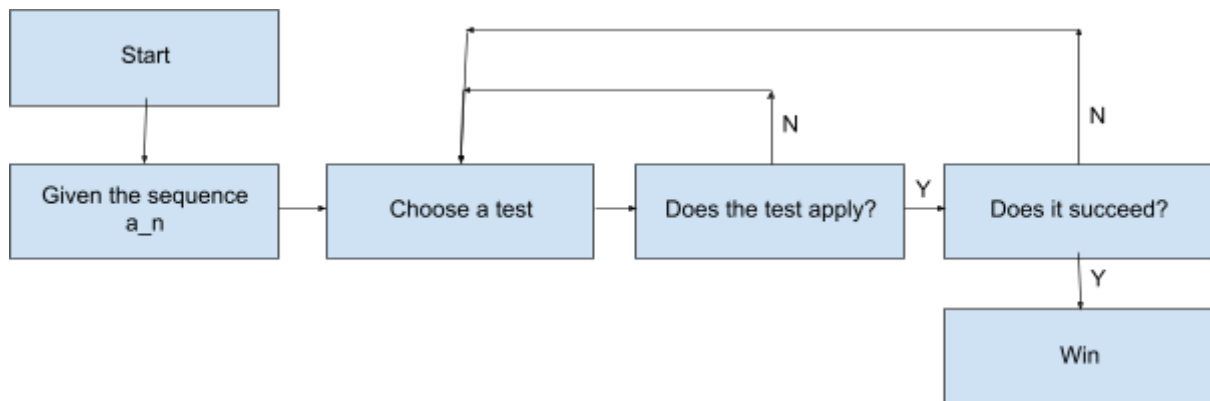 Start
N
N
Given the sequence
a_n
Choose a test
Does the test apply?
Y
Does it succeed?
Y
Win